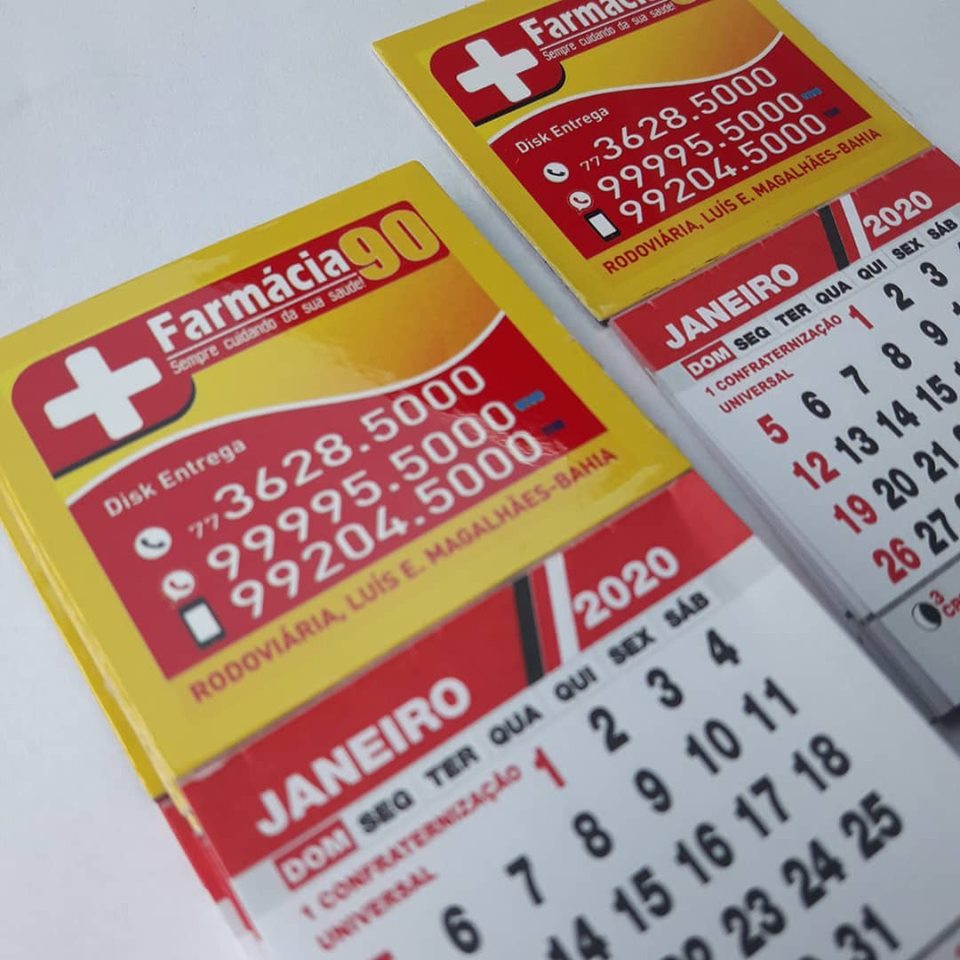 Farmácia90
Sempre cuidando da sua saúde!
Disk Entrega
77 3628.5000
99995.5000
99204.5000
RODOVIÁRIA, LUÍS E. MAGALHÃES-BAHIA
JANEIRO 2020
DOM SEG TER QUA QUI SEX SÁB
1 CONFRATERNIZAÇÃO
UNIVERSAL
1 2 3 4
6 7 8 9 10 11
14 15 16 17 18
22 23 24 25
31
Farmácia
Sempre cuidando da sua saúde!
Disk Entrega
77 3628.5000
99995.5000
99204.5000
RODOVIÁRIA, LUÍS E. MAGALHÃES-BAHIA
JANEIRO 2020
DOM SEG TER QUA QUI SEX SÁB
1 CONFRATERNIZAÇÃO
UNIVERSAL
1 2 3
5 6 7 8 9
12 13 14 15
19 20 21
26 27
3